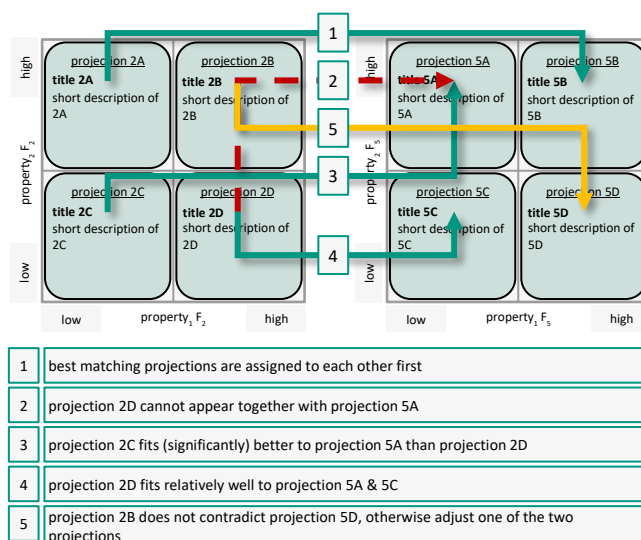 1
projection 2A
projection 2B
projection 5A
projection 5B
high
title 2A
short description of
2A
title 2B
short description of
2B
2
high
title 5A
short description of
5A
title 5B
short description of
5B
5
property₂ F₂
property₂ F₅
projection 2C
projection 2D
3
projection 5C
projection 5D
low
title 2C
short description of
2C
title 2D
short description of
2D
4
low
title 5C
short description of
5C
title 5D
short description of
5D
low
property₁ F₂
high
low
property₁ F₅
high
1 best matching projections are assigned to each other first
2 projection 2D cannot appear together with projection 5A
3 projection 2C fits (significantly) better to projection 5A than projection 2D
4 projection 2D fits relatively well to projection 5A & 5C
5 projection 2B does not contradict projection 5D, otherwise adjust one of the two
projections